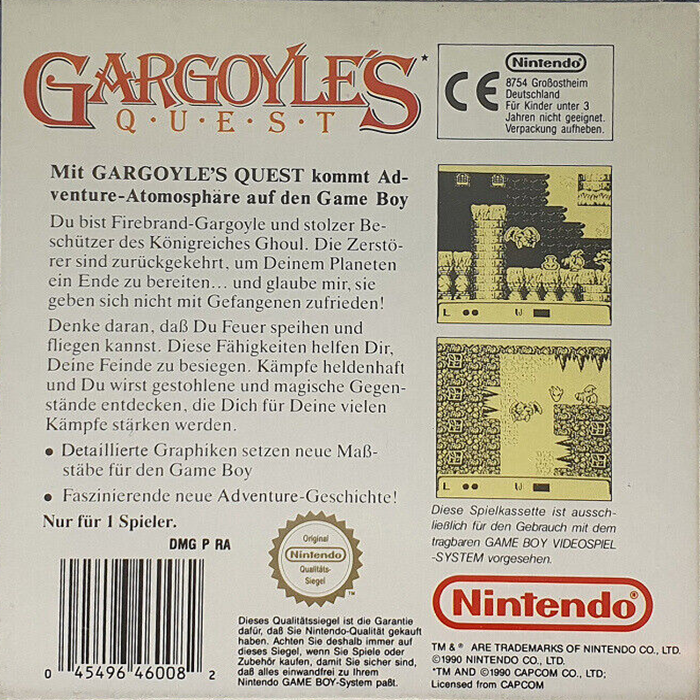 GARGOYLE'S*
Q·U·E·S·T
Mit GARGOYLE'S QUEST kommt Ad-
venture-Atomosphäre auf den Game Boy
Du bist Firebrand-Gargoyle und stolzer Be-
schützer des Königreiches Ghoul. Die Zerstö-
rer sind zurückgekehrt, um Deinem Planeten
ein Ende zu bereiten... und glaube mir, sie
geben sich nicht mit Gefangenen zufrieden!
Denke daran, daß Du Feuer speihen und
fliegen kannst. Diese Fähigkeiten helfen Dir,
Deine Feinde zu besiegen. Kämpfe heldenhaft
und Du wirst gestohlene und magische Gegen-
stände entdecken, die Dich für Deine vielen
Kämpfe stärken werden.
• Detaillierte Graphiken setzen neue Maß-
stäbe für den Game Boy
• Faszinierende neue Adventure-Geschichte!
Nur für 1 Spieler.
DMG P RA
0 45496 46008 2
Original
Nintendo
Qualitäts-
Siegel
TM
Dieses Qualitätssiegel ist die Garantie
dafür, daß Sie Nintendo-Qualität gekauft
haben. Achten Sie deshalb immer auf
dieses Siegel, wenn Sie Spiele oder
Zubehör kaufen, damit Sie sicher sind,
daß alles einwandfrei zu Ihrem
Nintendo GAME BOY-System paßt.
CE
Nintendo®
8754 Großostheim
Deutschland
Für Kinder unter 3
Jahren nicht geeignet.
Verpackung aufheben.
L W
L W
Diese Spielkassette ist aussch-
ließlich für den Gebrauch mit dem
tragbaren GAME BOY VIDEOSPIEL
-SYSTEM vorgesehen.
Nintendo®
TM & ® ARE TRADEMARKS OF NINTENDO CO., LTD.
©1990 NINTENDO CO., LTD.
*TM AND ©1990 CAPCOM CO., LTD.;
Licensed from CAPCOM